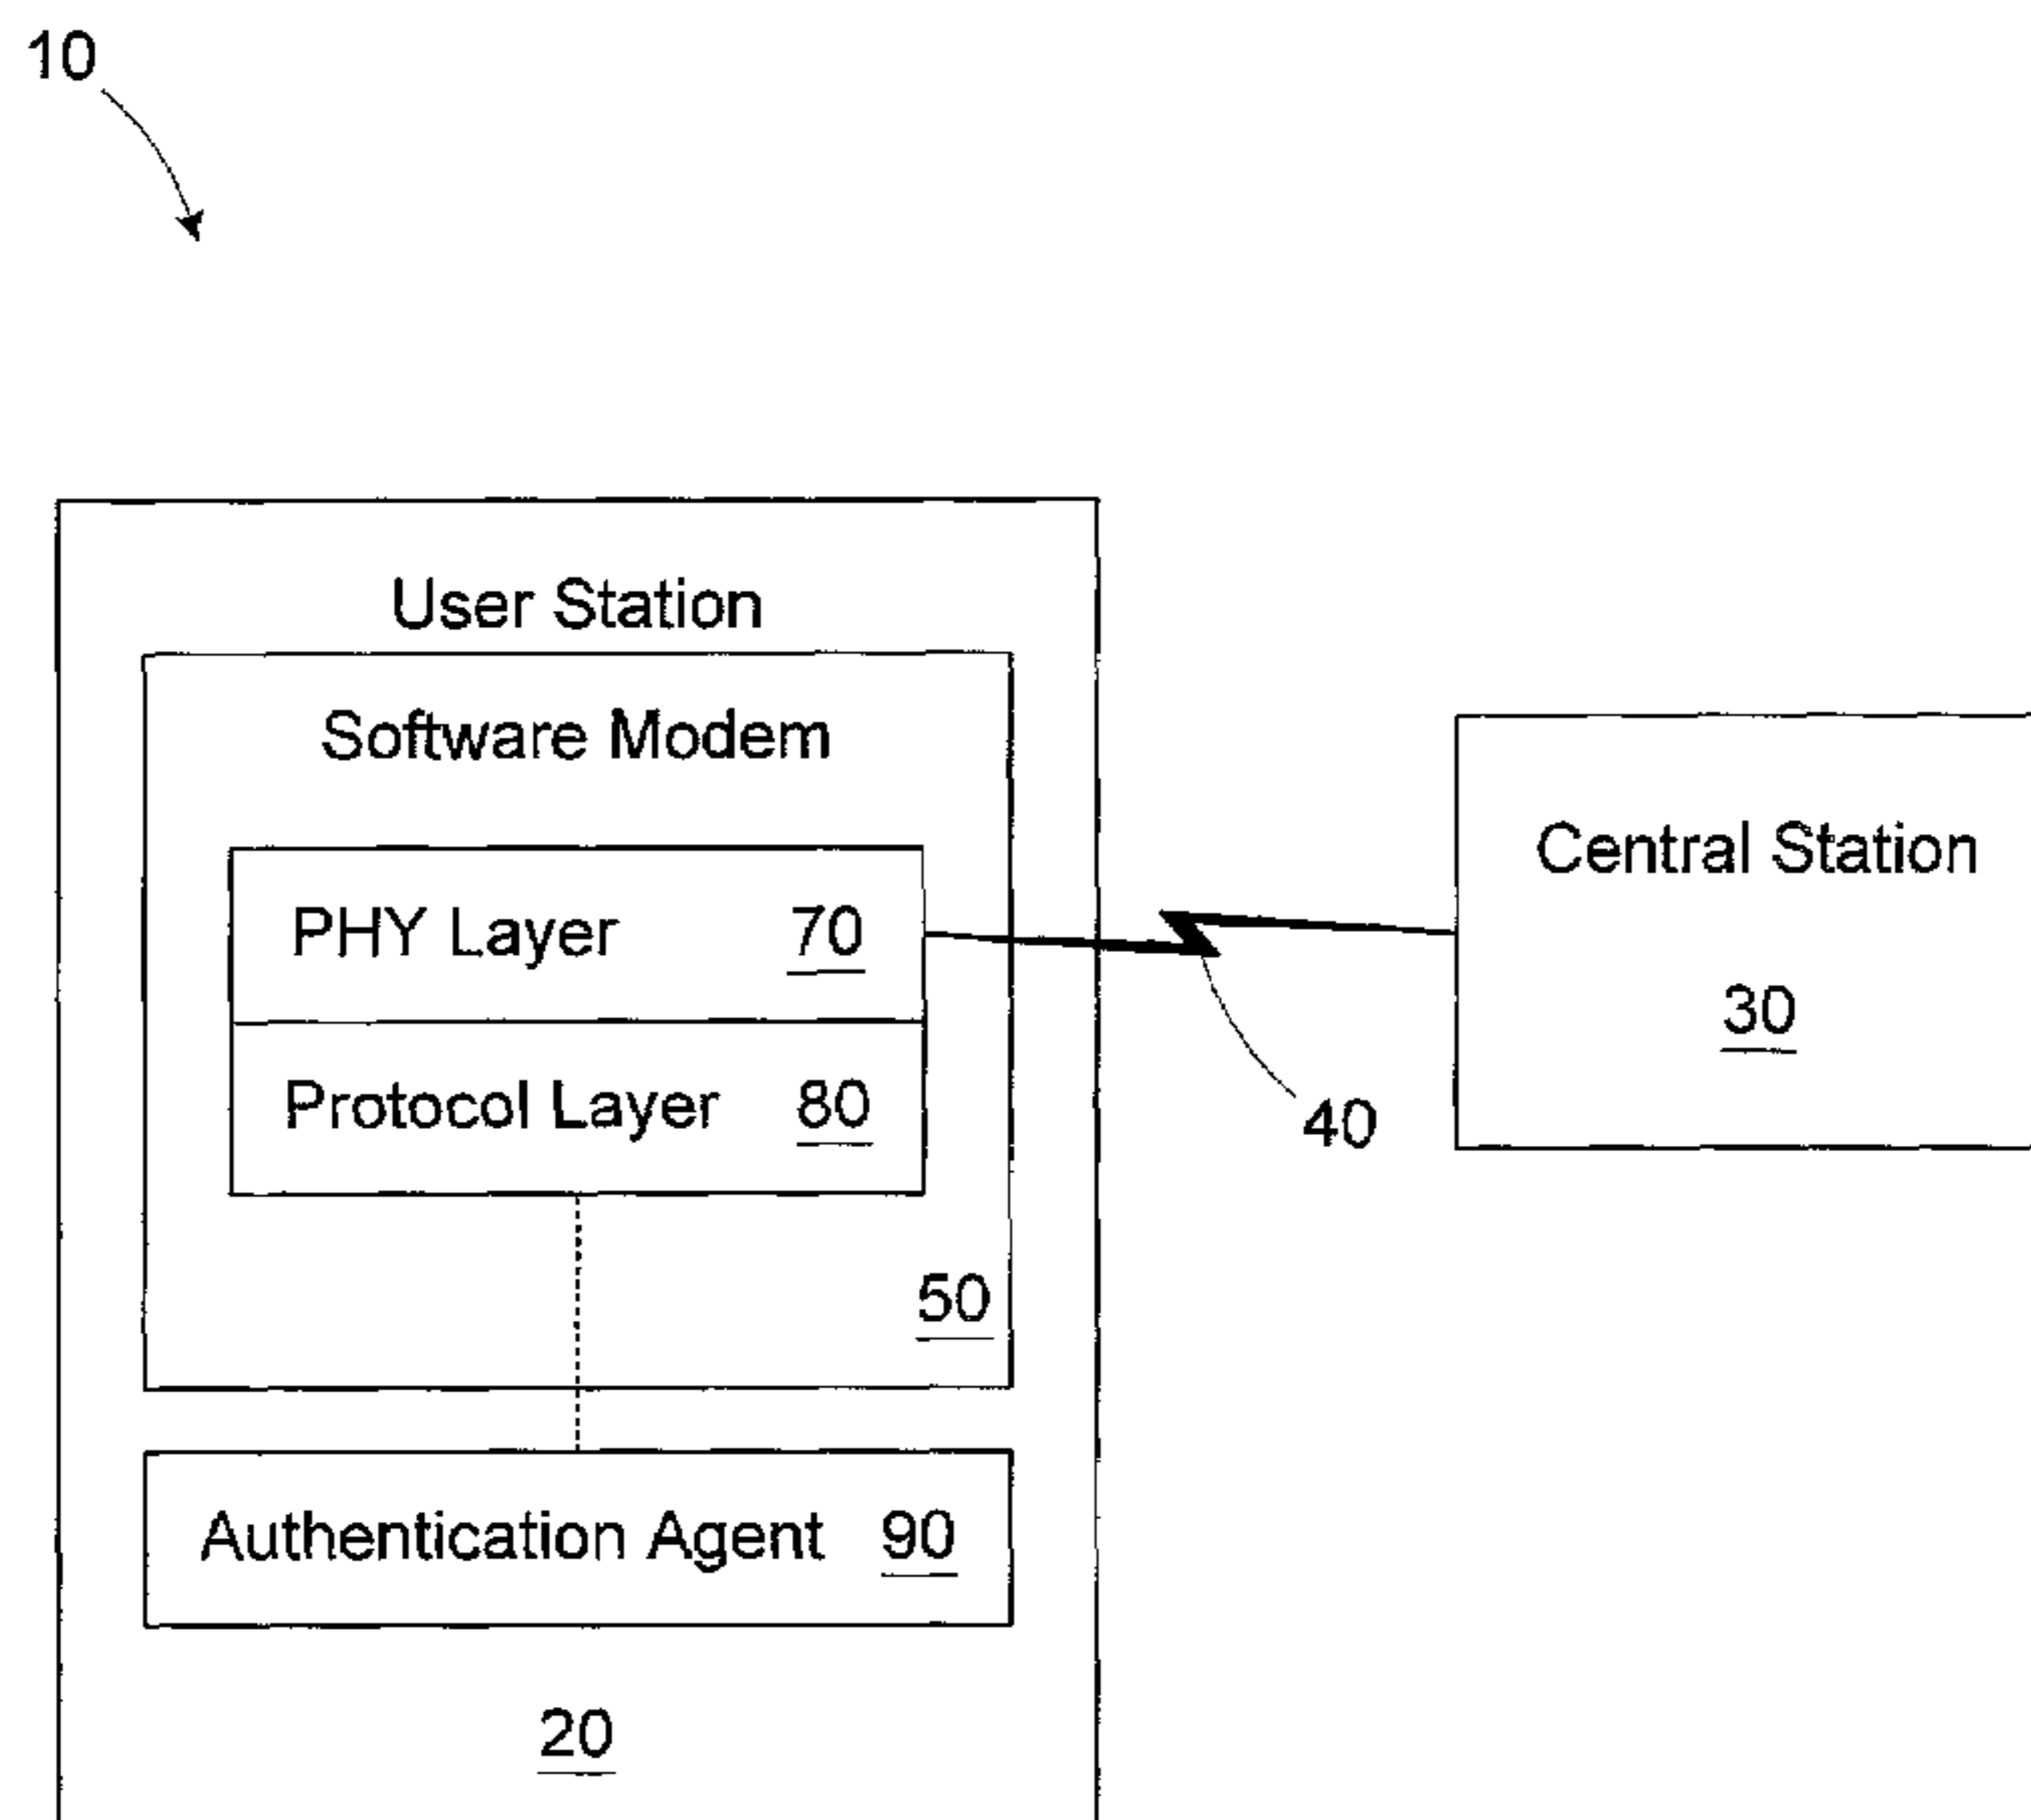 10
User Station
Software Modem
PHY Layer 70
Protocol Layer 80
50
Authentication Agent 90
20
40
Central Station
30